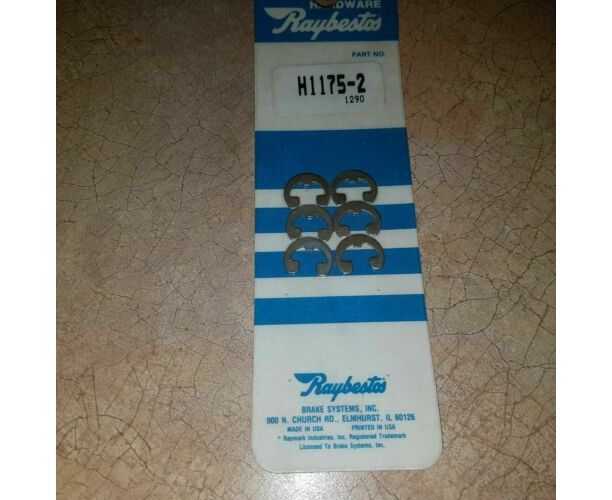 HARDWARE
Raybestos
PART NO.
H1175-2
1290
Raybestos
BRAKE SYSTEMS, INC.
900 N. CHURCH RD., ELMHURST, IL 60126
MADE IN USA PRINTED IN USA
® Raymark Industries, Inc. Registered Trademark
Licensed To Brake Systems, Inc.